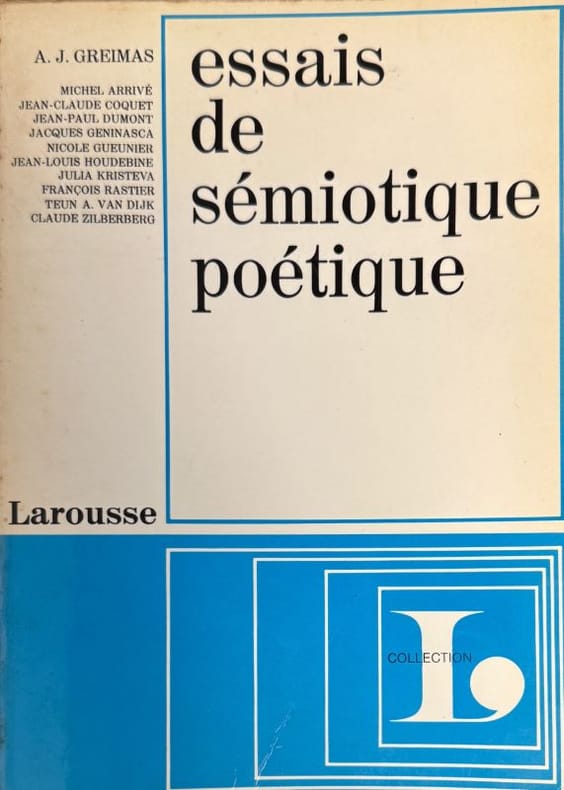 A. J. GREIMAS
MICHEL ARRIVÉ
JEAN-CLAUDE COQUET
JEAN-PAUL DUMONT
JACQUES GENINASCA
NICOLE GUEUNIER
JEAN-LOUIS HOUDEBINE
JULIA KRISTEVA
FRANÇOIS RASTIER
TEUN A. VAN DIJK
CLAUDE ZILBERBERG
essais
de
sémiotique
poétique
Larousse
COLLECTION
L